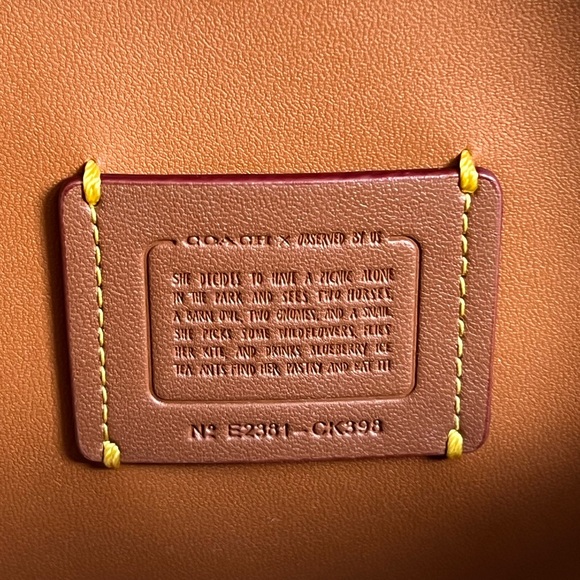 COACH × OBSERVED BY US
SHE DECIDES TO HAVE A PICNIC ALONE
IN THE PARK, AND SEES TWO HORSES,
A BARN OWL, TWO GNOMES, AND A SNAIL.
SHE PICKS SOME WILDFLOWERS, FLIES
HER KITE, AND DRINKS BLUEBERRY ICE
TEA. ANTS FIND HER PASTRY AND EAT IT!
Nº E2381-CK398